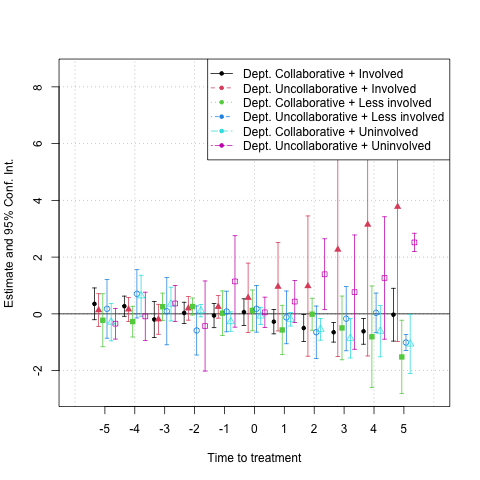 Dept. Collaborative + Involved
Dept. Uncollaborative + Involved
Dept. Collaborative + Less involved
Dept. Uncollaborative + Less involved
Dept. Collaborative + Uninvolved
Dept. Uncollaborative + Uninvolved
Estimate and 95% Conf. Int.
8
6
4
2
0
-2
-5 -4 -3 -2 -1 0 1 2 3 4 5
Time to treatment